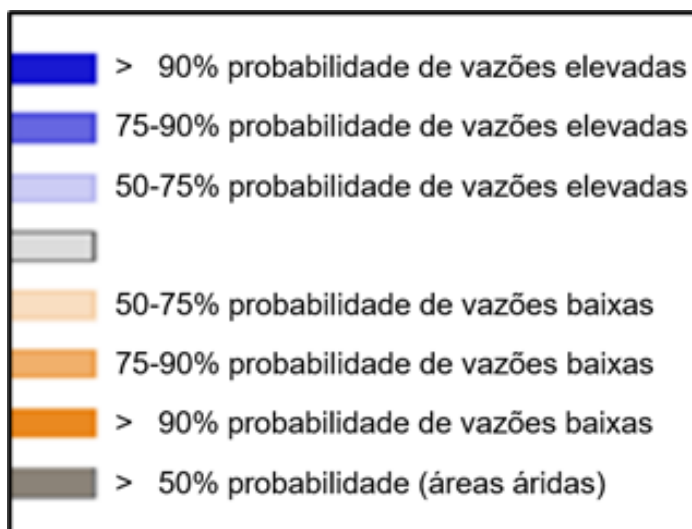 > 90% probabilidade de vazões elevadas
75-90% probabilidade de vazões elevadas
50-75% probabilidade de vazões elevadas
50-75% probabilidade de vazões baixas
75-90% probabilidade de vazões baixas
> 90% probabilidade de vazões baixas
> 50% probabilidade (áreas áridas)